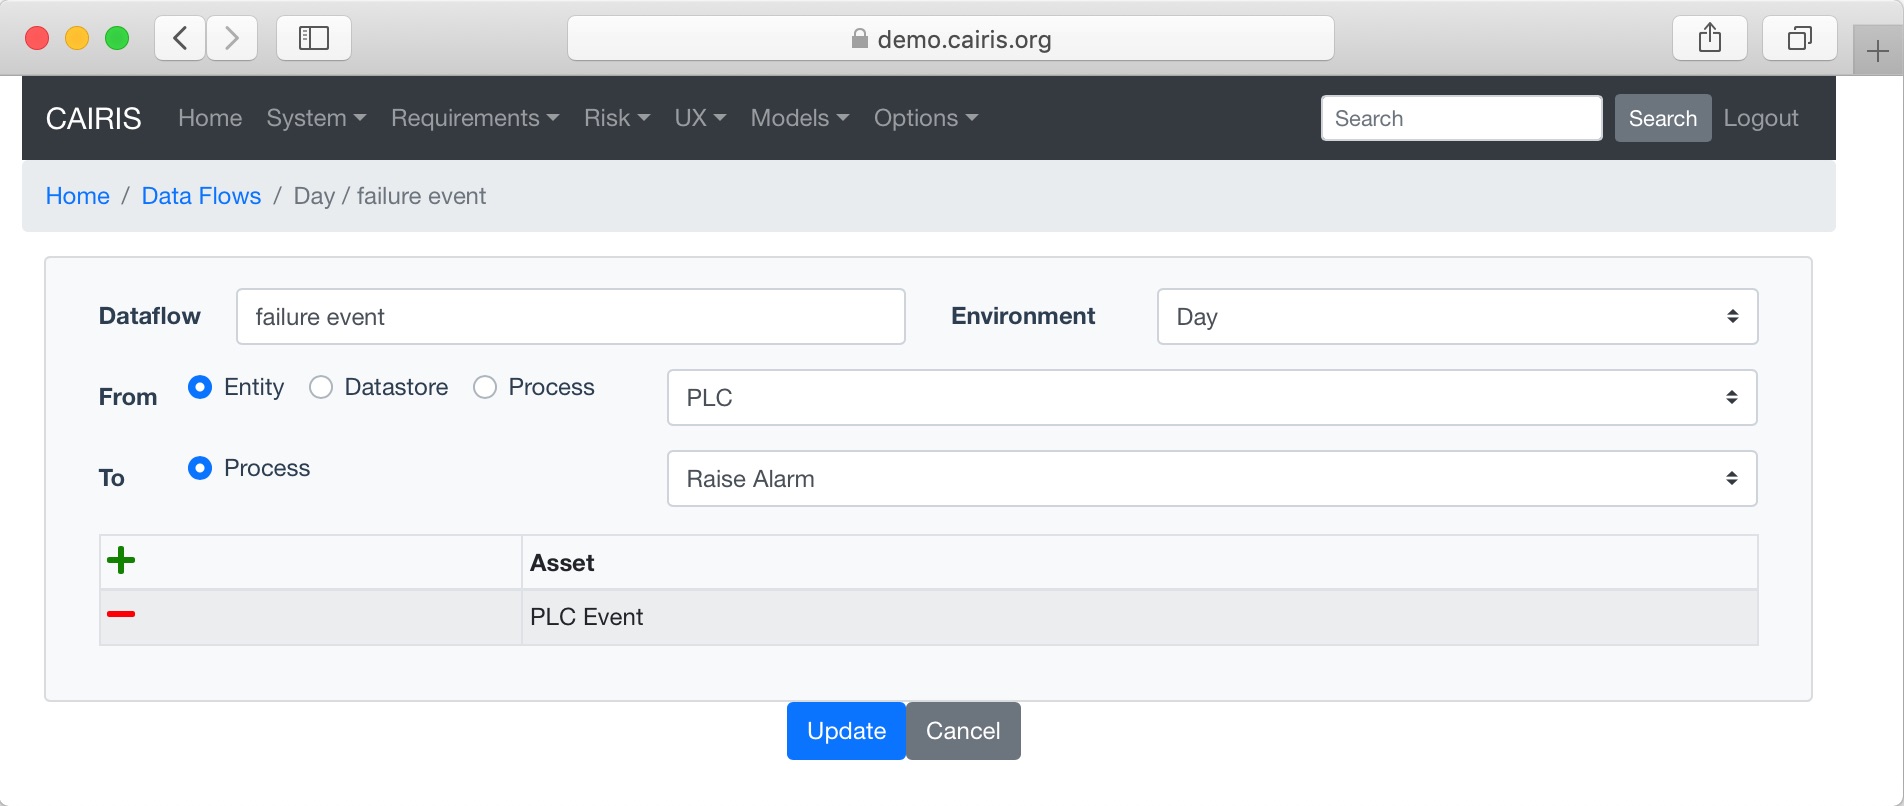 demo.cairis.org
CAIRIS Home System Requirements Risk UX Models Options Search Search Logout
Home / Data Flows / Day / failure event
Dataflow failure event Environment Day
From Entity Datastore Process PLC
To Process Raise Alarm
Asset
PLC Event
Update Cancel